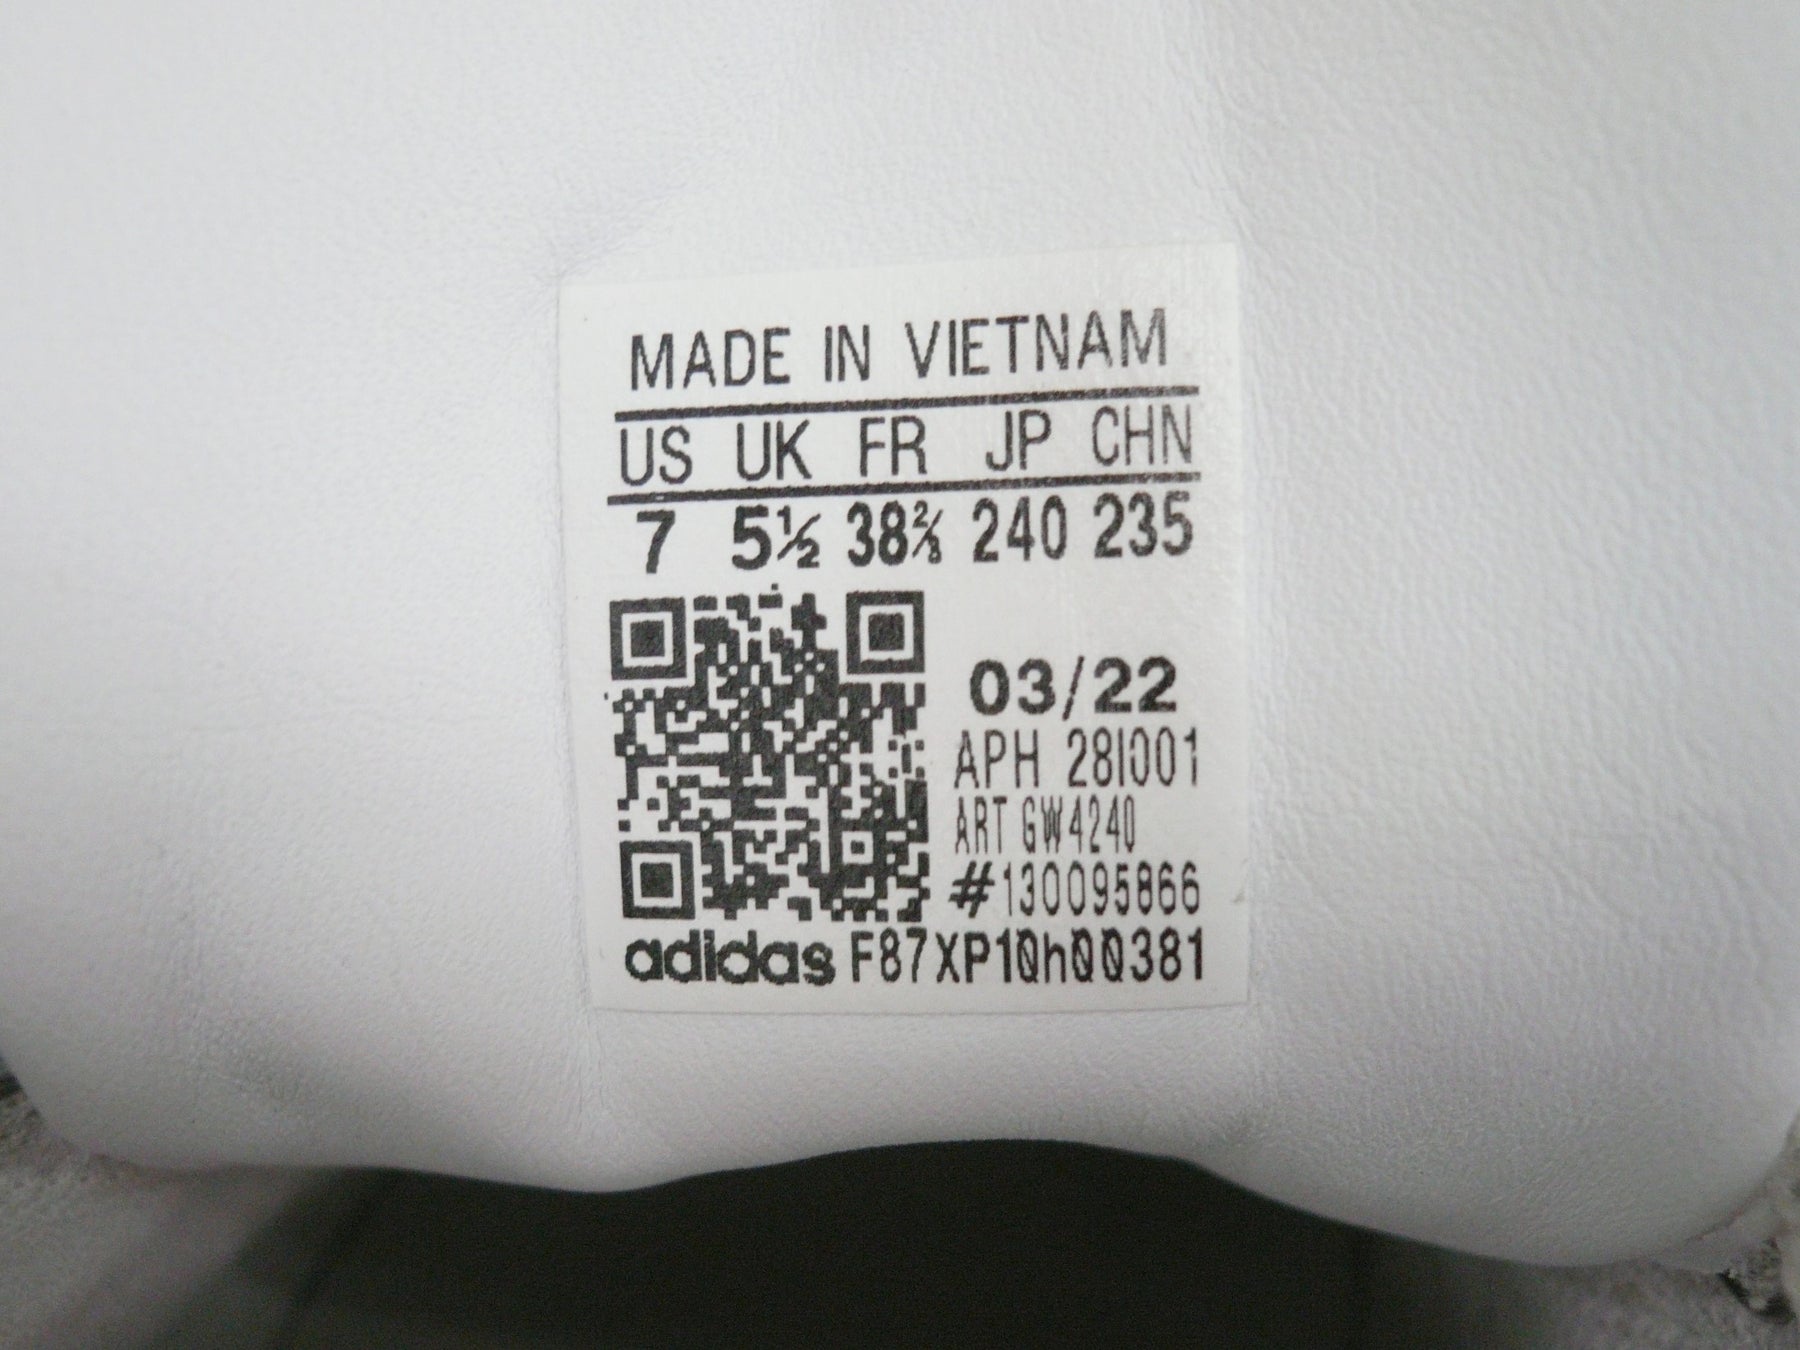 MADE IN VIETNAM
US UK FR JP CHN
7 5½ 38⅔ 240 235
03/22
APH 28I001
ART GW4240
#130095866
adidas F87XP10h00381